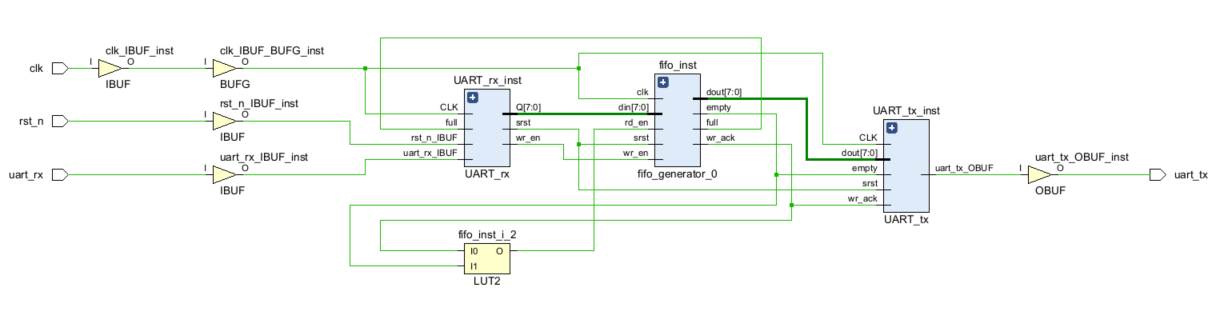 clk
I
clk_IBUF_inst
O
IBUF
I
clk_IBUF_BUFG_inst
O
BUFG
rst_n
I
rst_n_IBUF_inst
O
IBUF
uart_rx
I
uart_rx_IBUF_inst
O
IBUF
UART_rx_inst
CLK
full
rst_n_IBUF
uart_rx_IBUF
Q[7:0]
srst
wr_en
UART_rx
fifo_inst
clk
din[7:0]
rd_en
srst
wr_en
dout[7:0]
empty
full
wr_ack
fifo_generator_0
UART_tx_inst
CLK
dout[7:0]
empty
srst
wr_ack
uart_tx_OBUF
UART_tx
I
uart_tx_OBUF_inst
O
OBUF
uart_tx
fifo_inst_i_2
I0
O
I1
LUT2